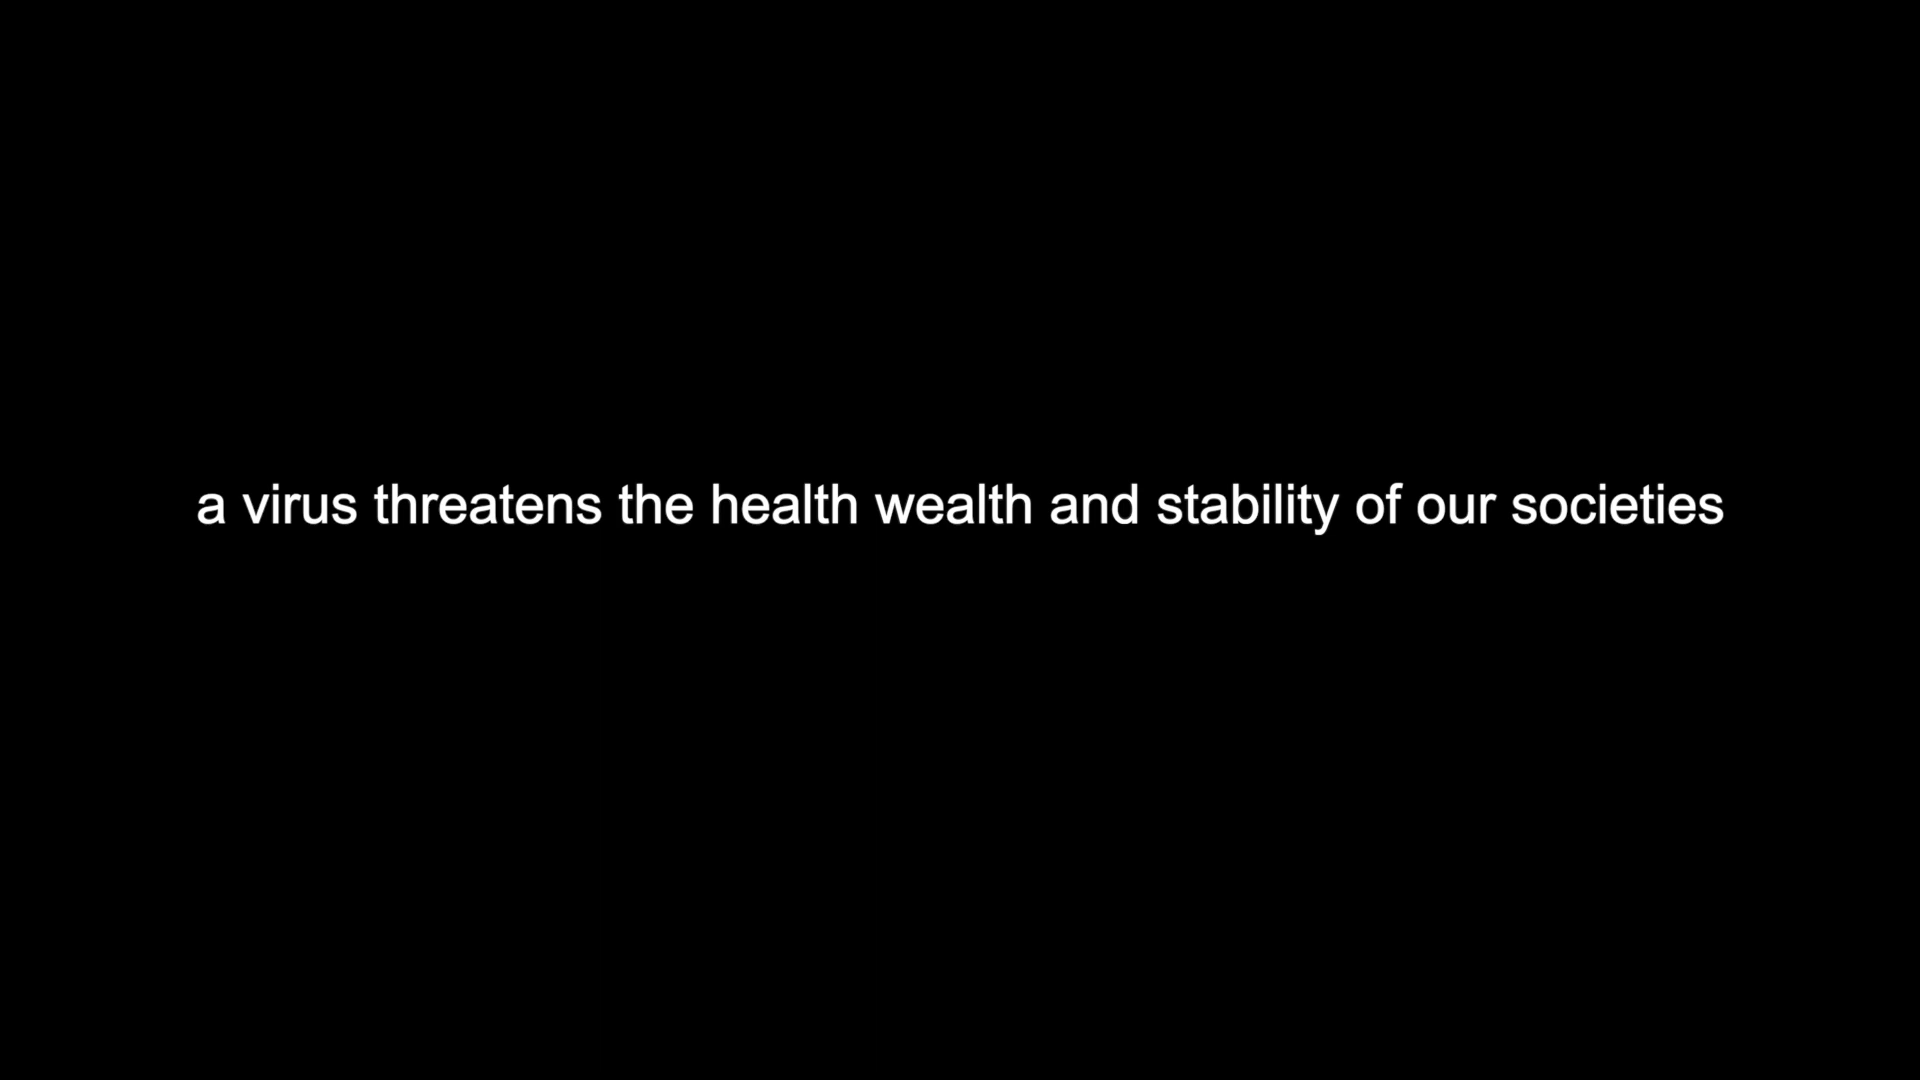 a virus threatens the health wealth and stability of our societies